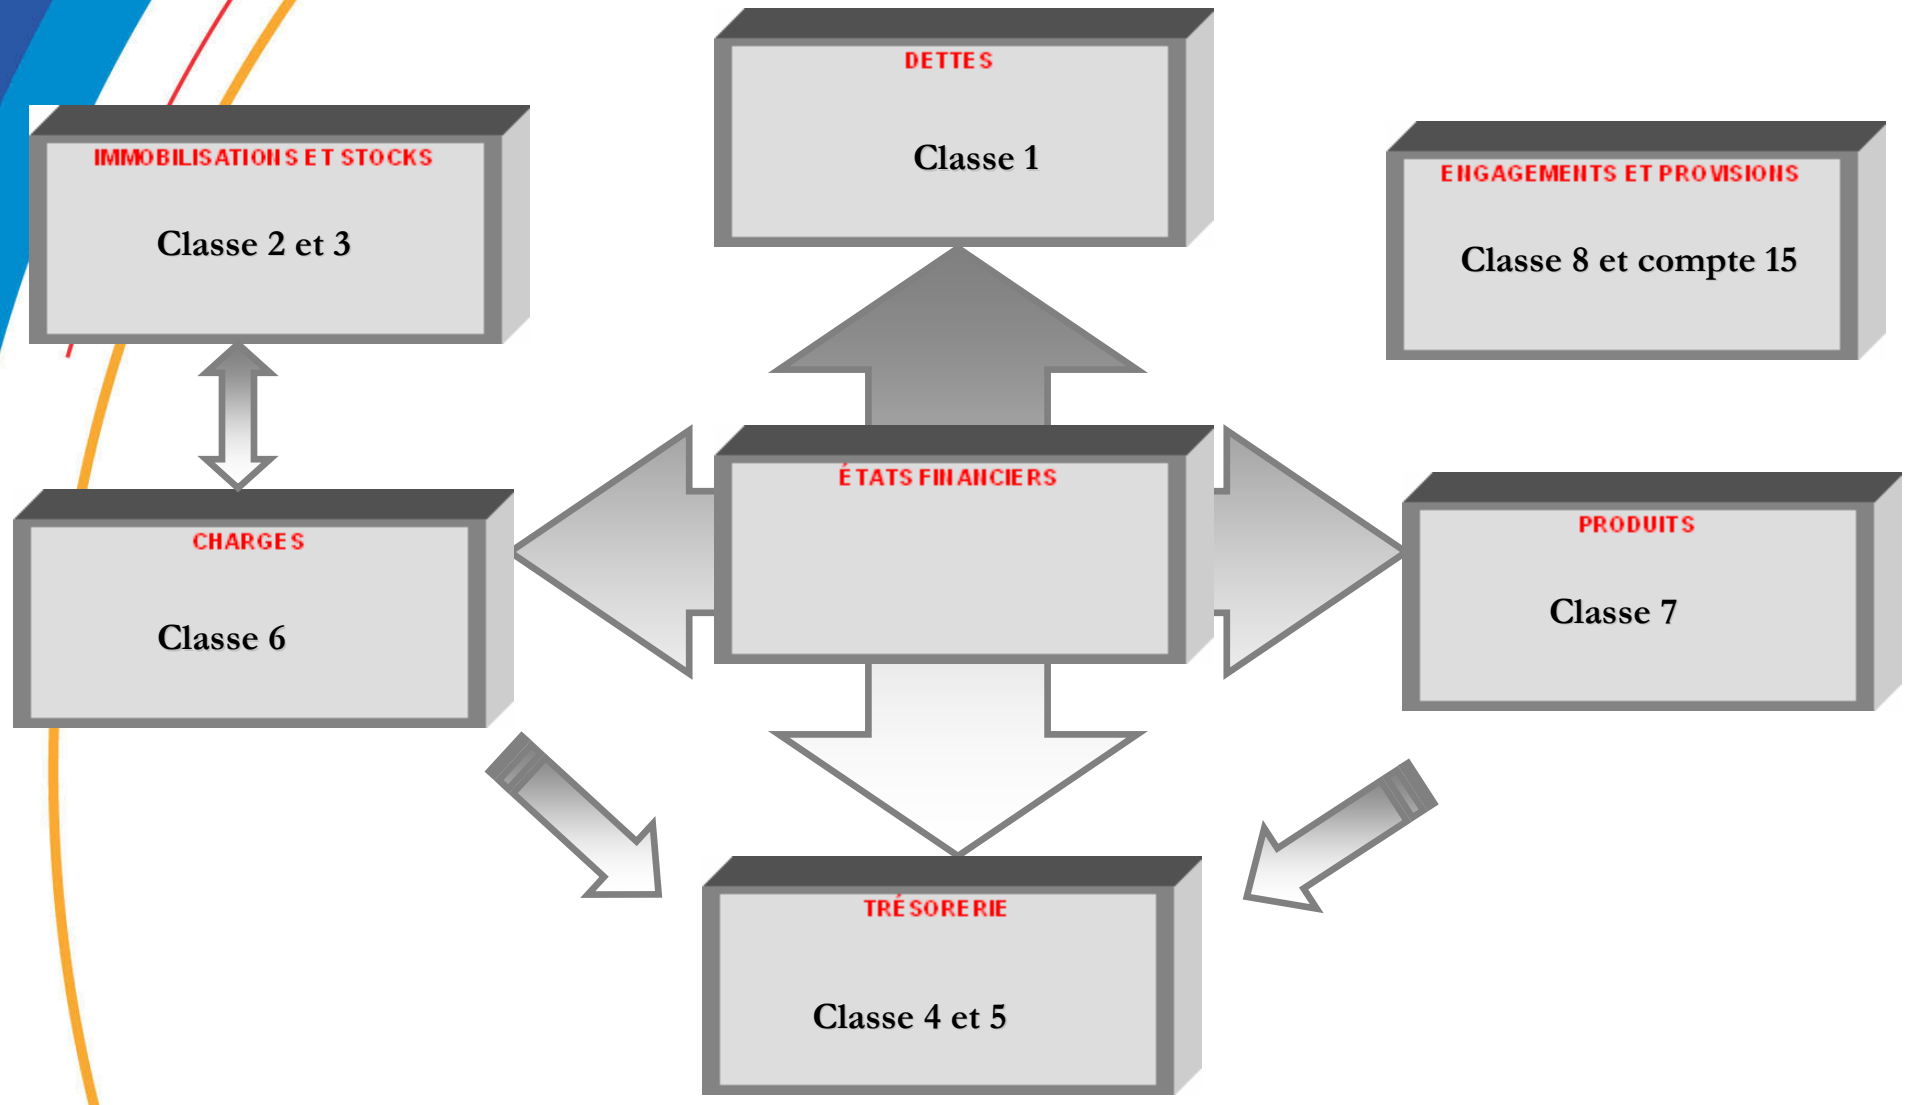 DETTES
Classe 1
IMMOBILISATIONS ET STOCKS
Classe 2 et 3
ENGAGEMENTS ET PROVISIONS
Classe 8 et compte 15
ÉTATS FINANCIERS
CHARGES
Classe 6
PRODUITS
Classe 7
TRÉSORERIE
Classe 4 et 5